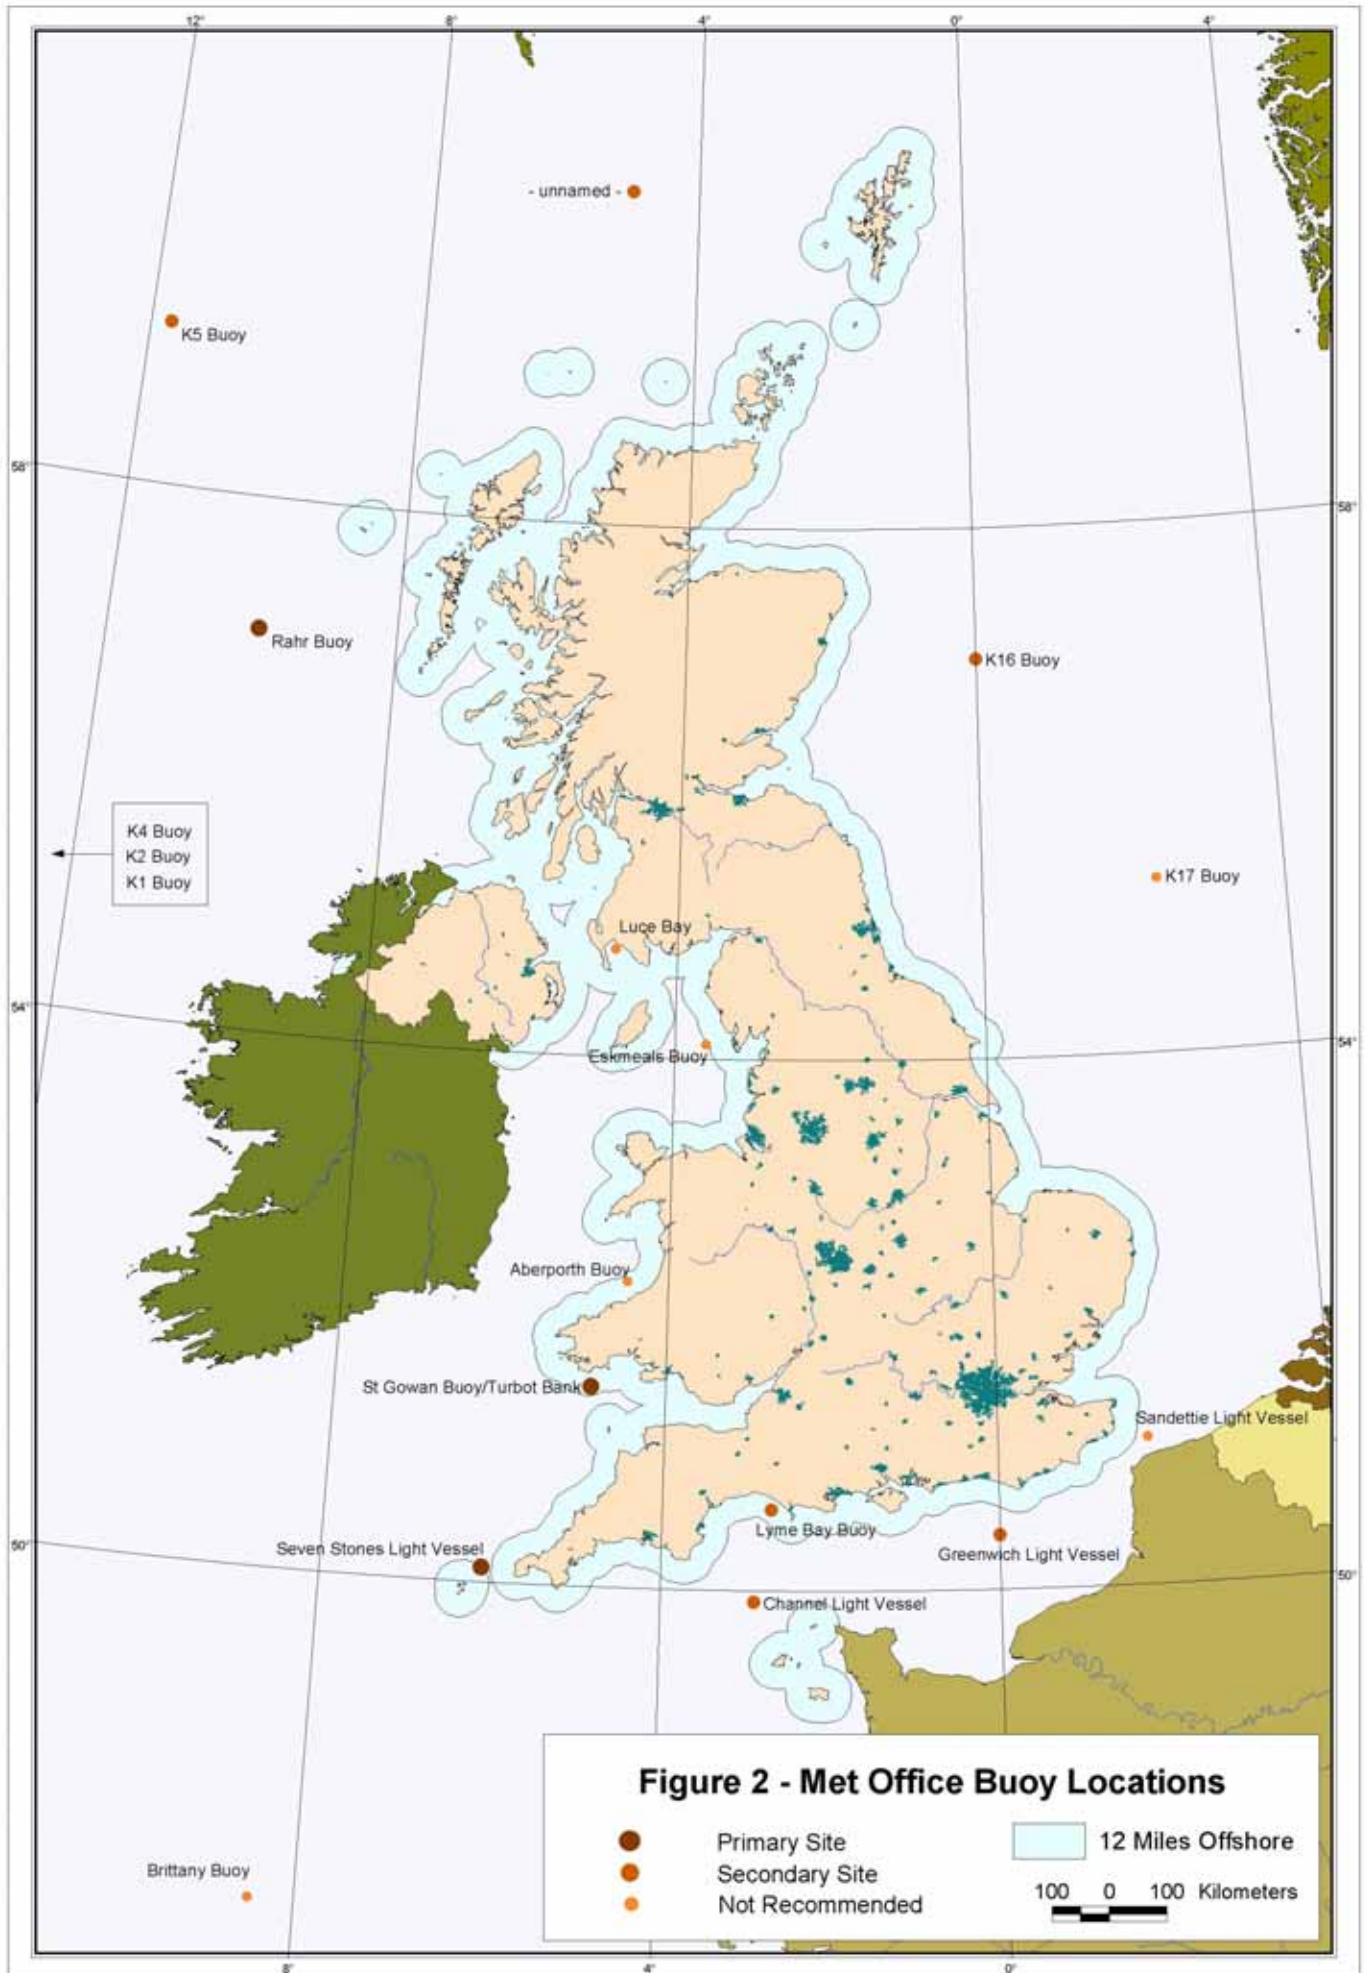 12°
8°
4°
0°
4°
- unnamed -
K5 Buoy
58°
58°
Rahr Buoy
K16 Buoy
K4 Buoy
K2 Buoy
K1 Buoy
K17 Buoy
Luce Bay
54°
54°
Eskmeals Buoy
Aberporth Buoy
St Gowan Buoy/Turbot Bank
Sandettie Light Vessel
Lyme Bay Buoy
Seven Stones Light Vessel
Greenwich Light Vessel
50°
50°
Channel Light Vessel
Figure 2 - Met Office Buoy Locations
Primary Site
12 Miles Offshore
Secondary Site
Not Recommended
100 0 100 Kilometers
Brittany Buoy
8°
4°
0°